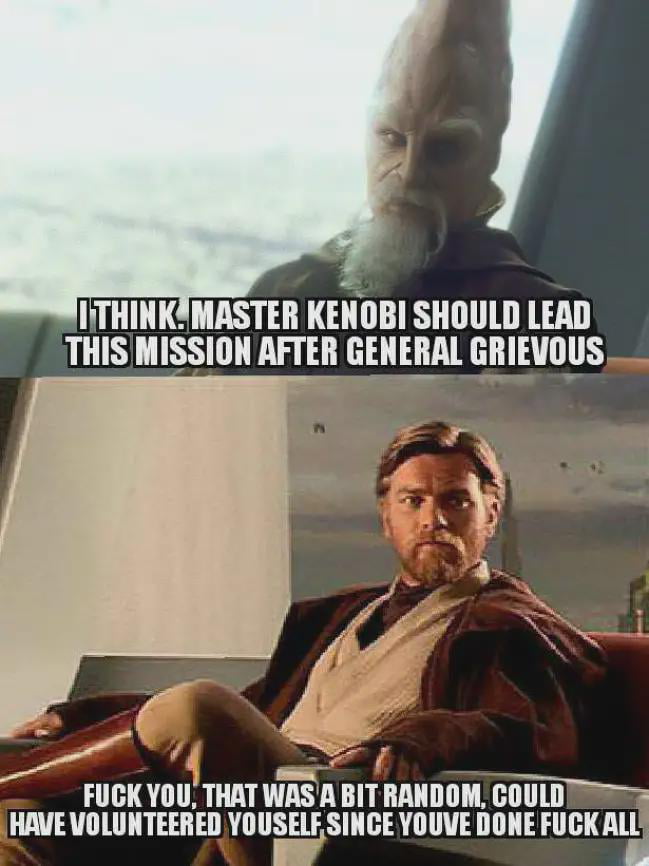 I THINK. MASTER KENOBI SHOULD LEAD
THIS MISSION AFTER GENERAL GRIEVOUS
FUCK YOU, THAT WAS A BIT RANDOM, COULD
HAVE VOLUNTEERED YOUSELF SINCE YOUVE DONE FUCK ALL